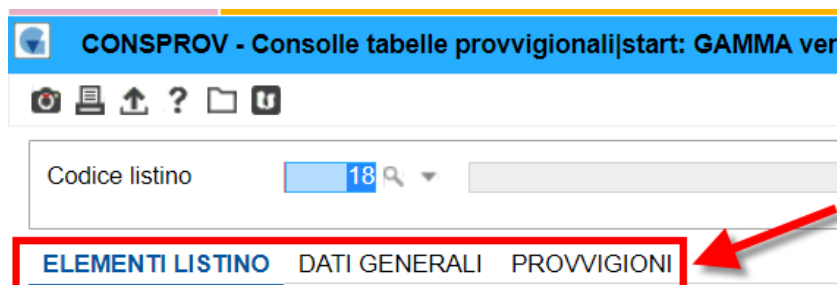 CONSPROV - Consolle tabelle provvigionali|start: GAMMA ver
?
Codice listino 18
ELEMENTI LISTINO DATI GENERALI PROVVIGIONI